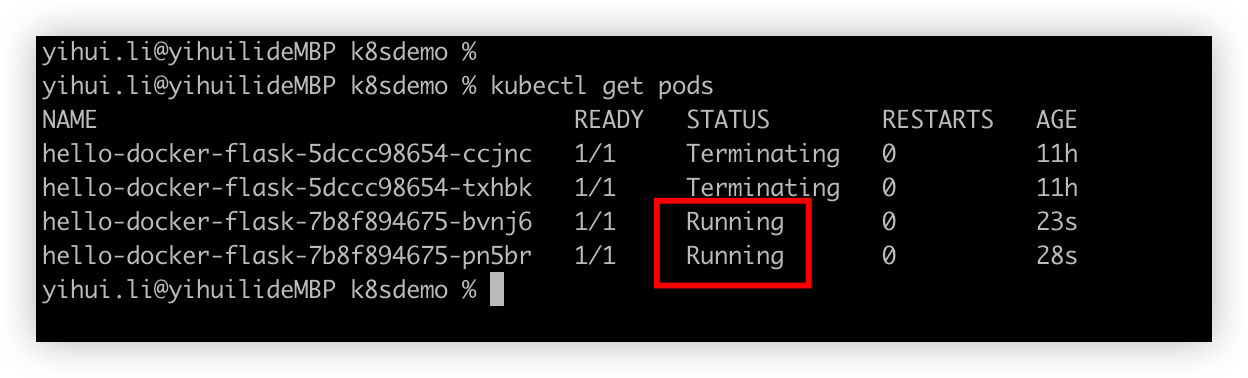 yihui.li@yihuilideMBP k8sdemo %
yihui.li@yihuilideMBP k8sdemo % kubectl get pods
NAME READY STATUS RESTARTS AGE
hello-docker-flask-5dccc98654-ccjnc 1/1 Terminating 0 11h
hello-docker-flask-5dccc98654-txhbk 1/1 Terminating 0 11h
hello-docker-flask-7b8f894675-bvnj6 1/1 Running 0 23s
hello-docker-flask-7b8f894675-pn5br 1/1 Running 0 28s
yihui.li@yihuilideMBP k8sdemo %